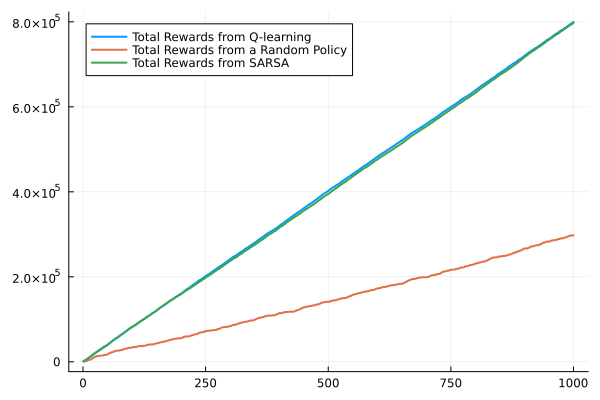 8.0×10⁵
Total Rewards from Q-learning
Total Rewards from a Random Policy
Total Rewards from SARSA
6.0×10⁵
4.0×10⁵
2.0×10⁵
0
0 250 500 750 1000